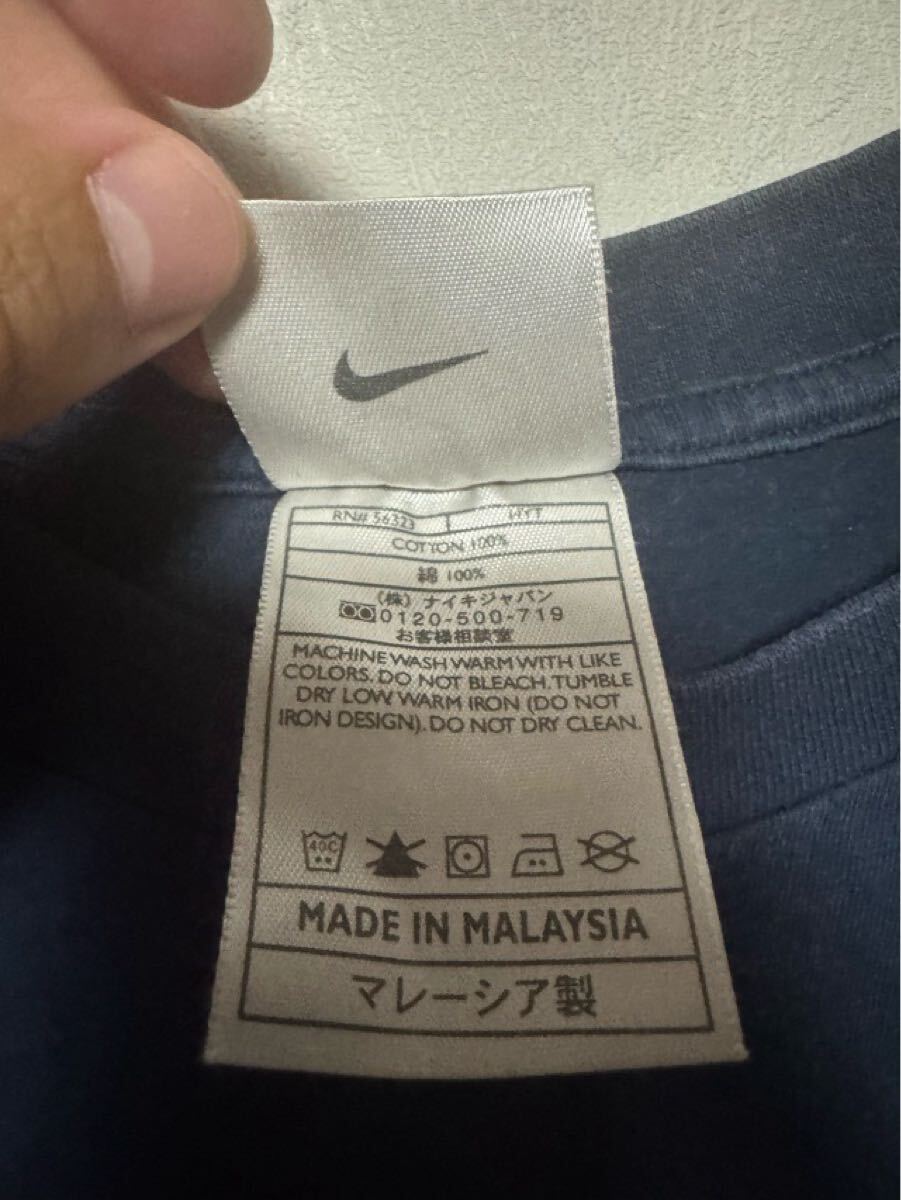 RN# 56323
COTTON 100%
綿 100%
(株) ナイキジャパン
0120-500-719
お客様相談室
MACHINE WASH WARM WITH LIKE
COLORS. DO NOT BLEACH. TUMBLE
DRY LOW. WARM IRON (DO NOT
IRON DESIGN). DO NOT DRY CLEAN.
40C
MADE IN MALAYSIA
マレーシア製